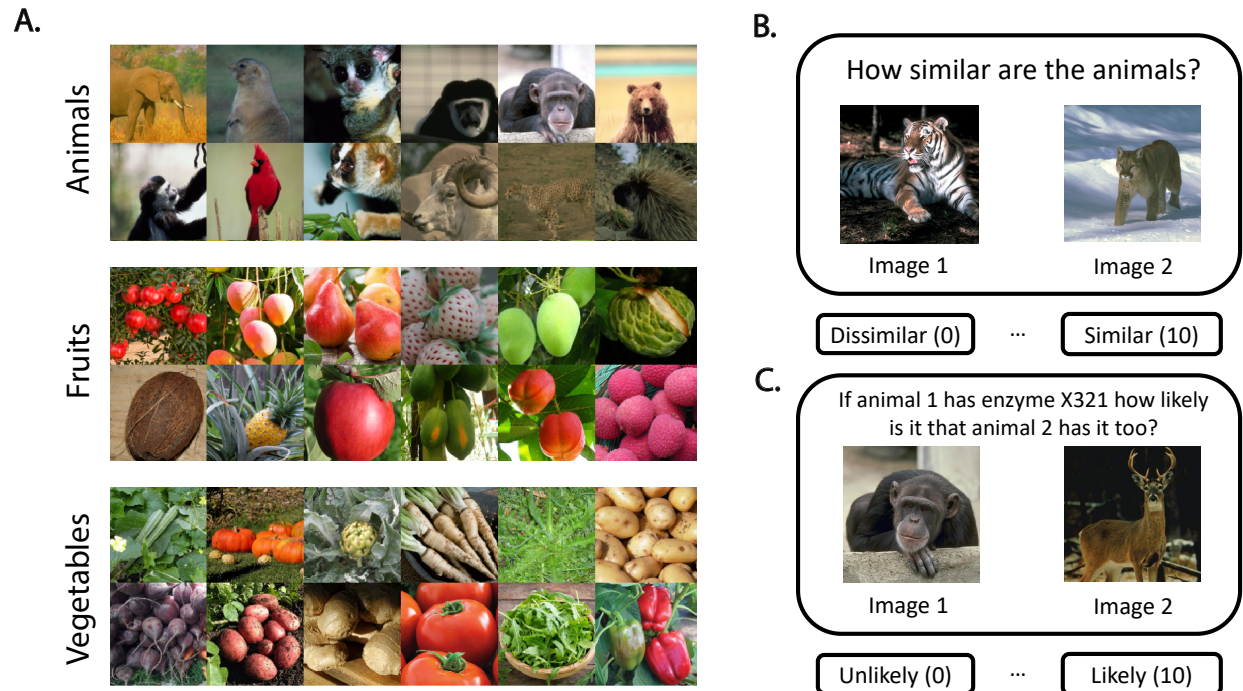 A.
Animals
Fruits
Vegetables
B.
How similar are the animals?
Image 1
Image 2
Dissimilar (0)
...
Similar (10)
C.
If animal 1 has enzyme X321 how likely
is it that animal 2 has it too?
Image 1
Image 2
Unlikely (0)
...
Likely (10)